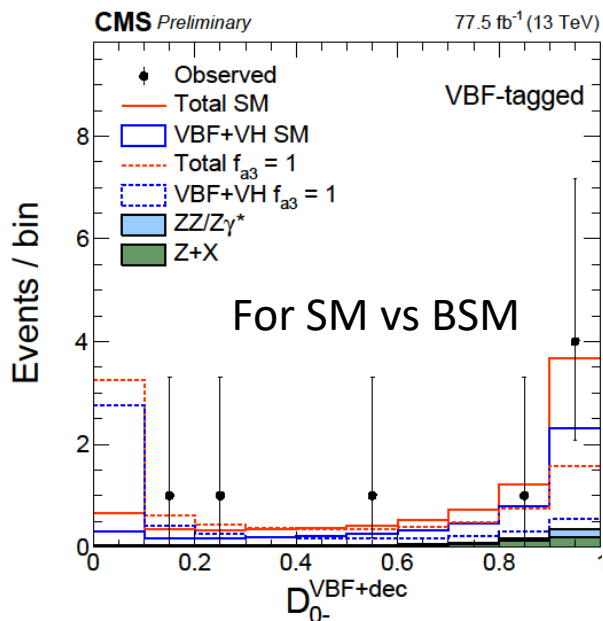 CMS Preliminary 77.5 fb⁻¹ (13 TeV)
Observed
Total SM
VBF+VH SM
Total f_a3 = 1
VBF+VH f_a3 = 1
ZZ/Zγ*
Z+X
VBF-tagged
For SM vs BSM
Events / bin
8
6
4
2
0
0 0.2 0.4 0.6 0.8 1
D_0-^VBF+dec